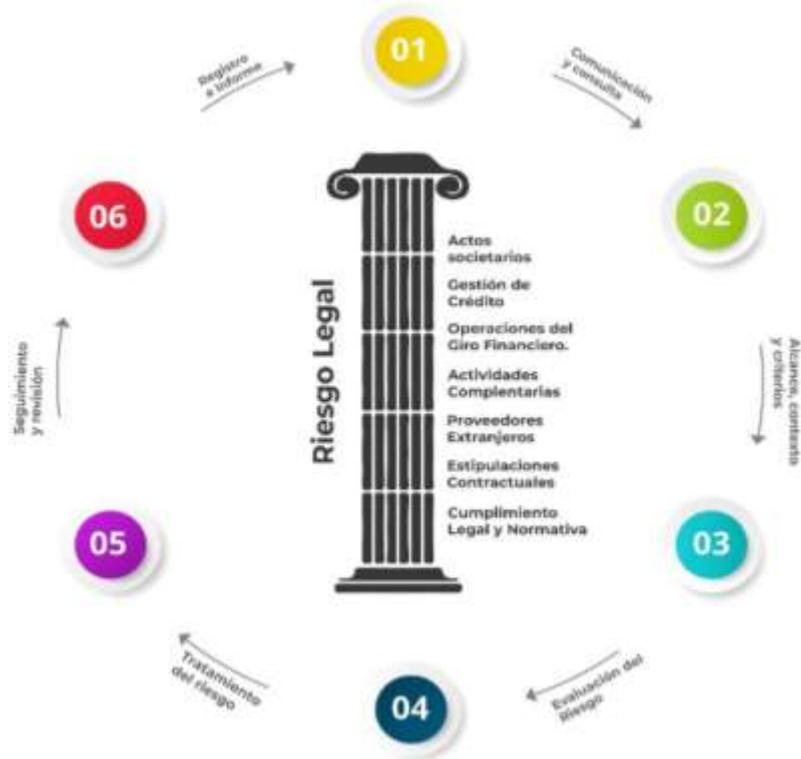 01
Comunicación
y consulta
02
Alcance, contexto
y criterios
03
Evaluación del
Riesgo
04
Tratamiento
del riesgo
05
Seguimiento
y revisión
06
Registro
e Informe
Riesgo Legal
Actos
societarios
Gestión de
Crédito
Operaciones del
Giro Financiero.
Actividades
Complentarias
Proveedores
Extranjeros
Estipulaciones
Contractuales
Cumplimiento
Legal y Normativa